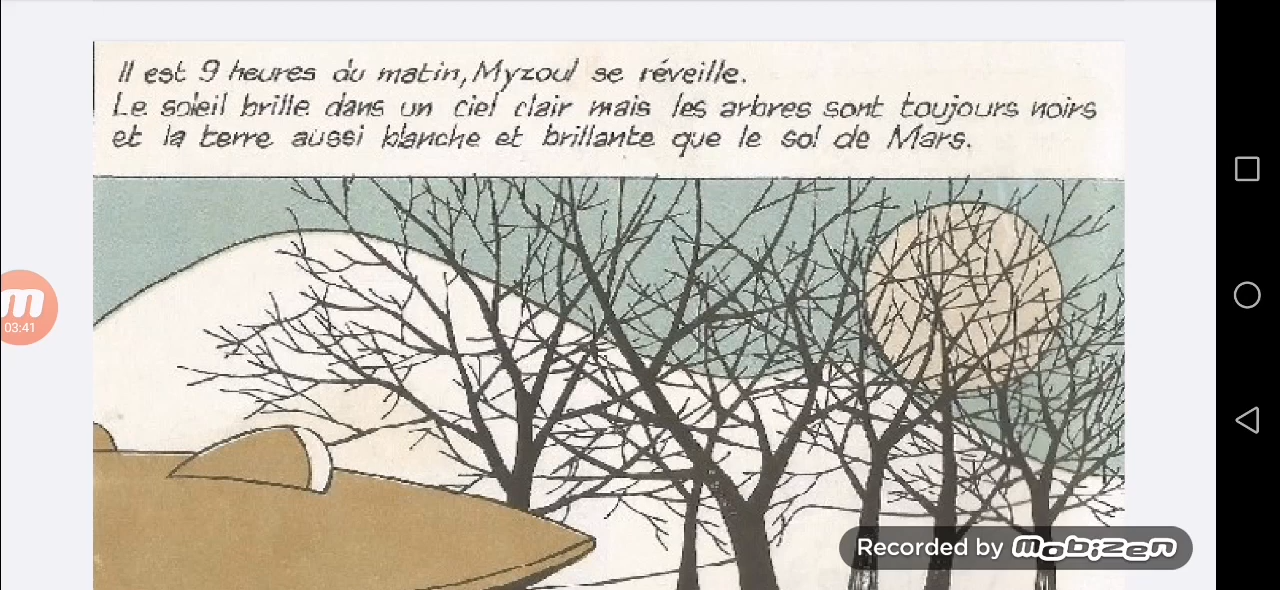 Il est 9 heures du matin, Myzoul se réveille.
Le soleil brille dans un ciel clair mais les arbres sont toujours noirs
et la terre aussi blanche et brillante que le sol de Mars.
03:41
Recorded by mobizen